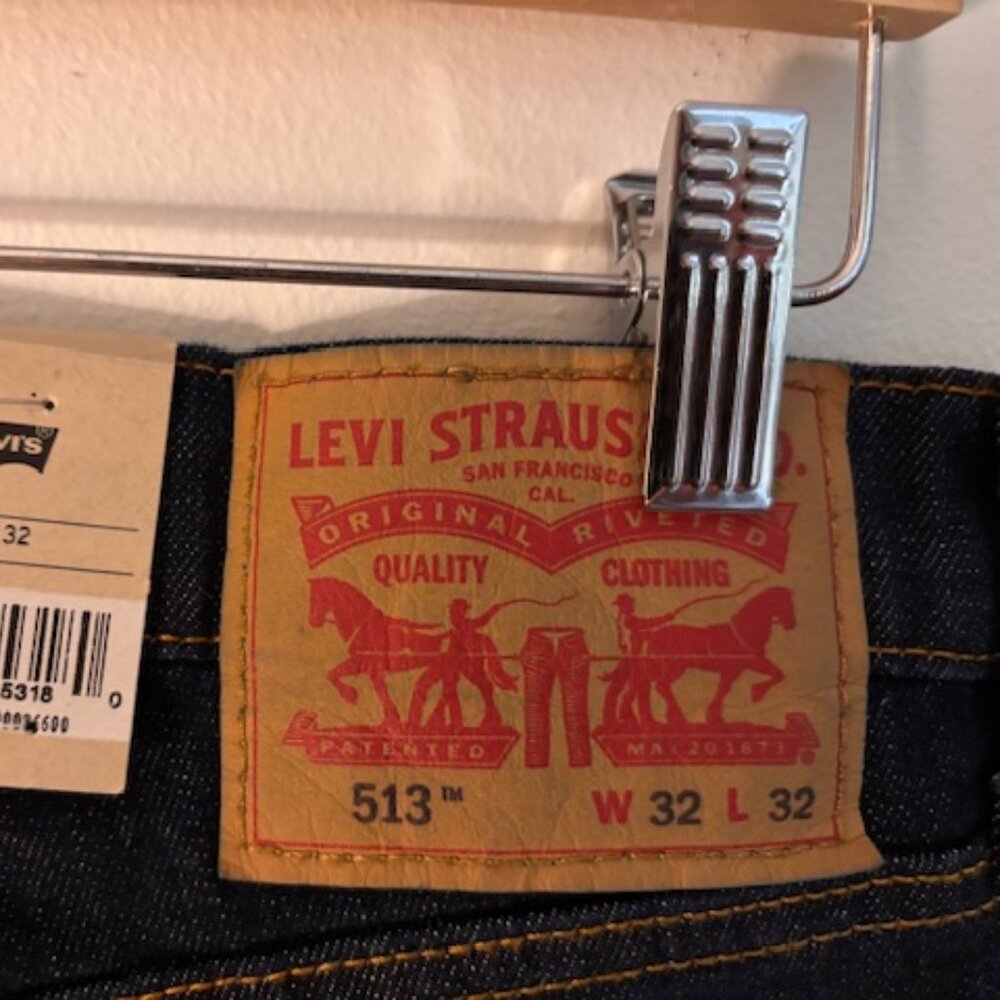 LEVI STRAUS
SAN FRANCISCO
CAL.
ORIGINAL RIVETED
QUALITY CLOTHING
PATENTED MAY 20 1873 ®
513™ W 32 L 32
VI'S®
32
5318 0